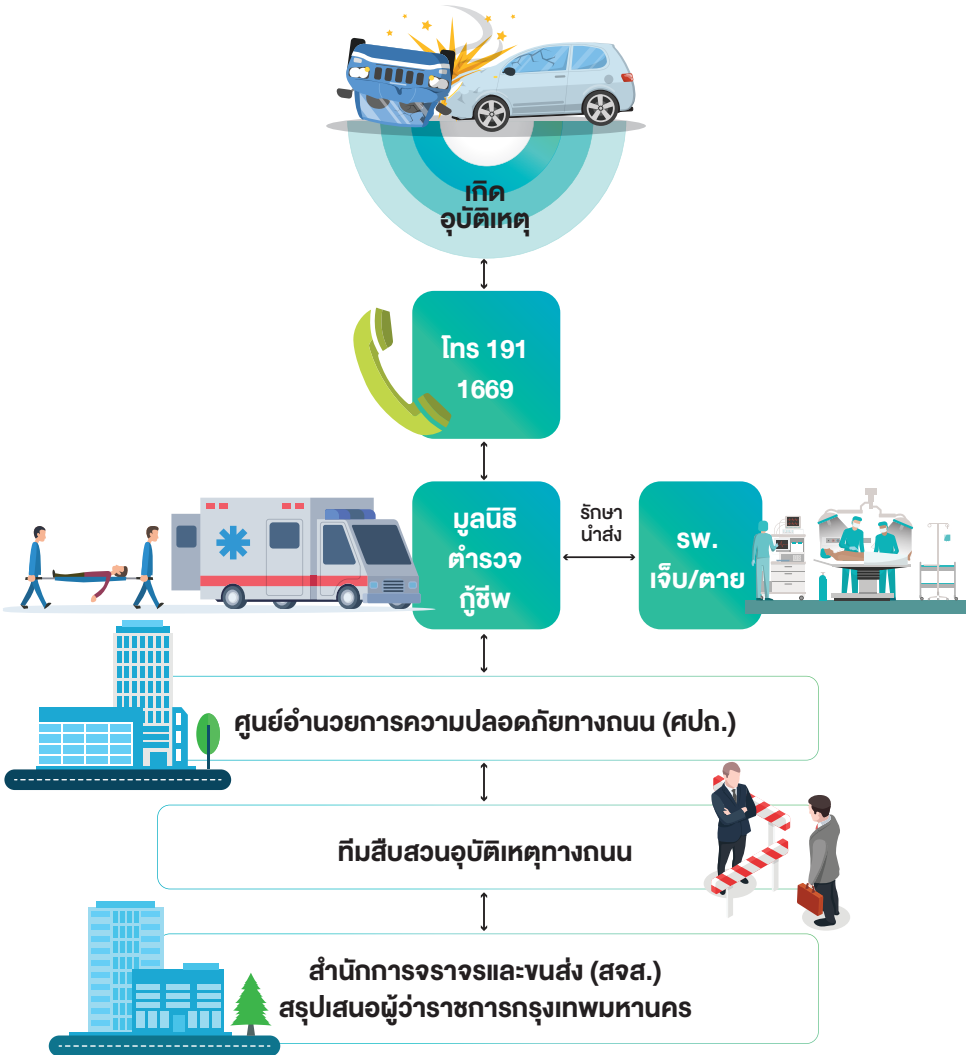 เกิด
อุบัติเหตุ
โทร 191
1669
มูลนิธิ
ตำรวจ
กู้ชีพ
รักษา
นำส่ง
รพ.
เจ็บ/ตาย
ศูนย์อำนวยการความปลอดภัยทางถนน (ศปถ.)
ทีมสืบสวนอุบัติเหตุทางถนน
สำนักการจราจรและขนส่ง (สจส.)
สรุปเสนอผู้ว่าราชการกรุงเทพมหานคร